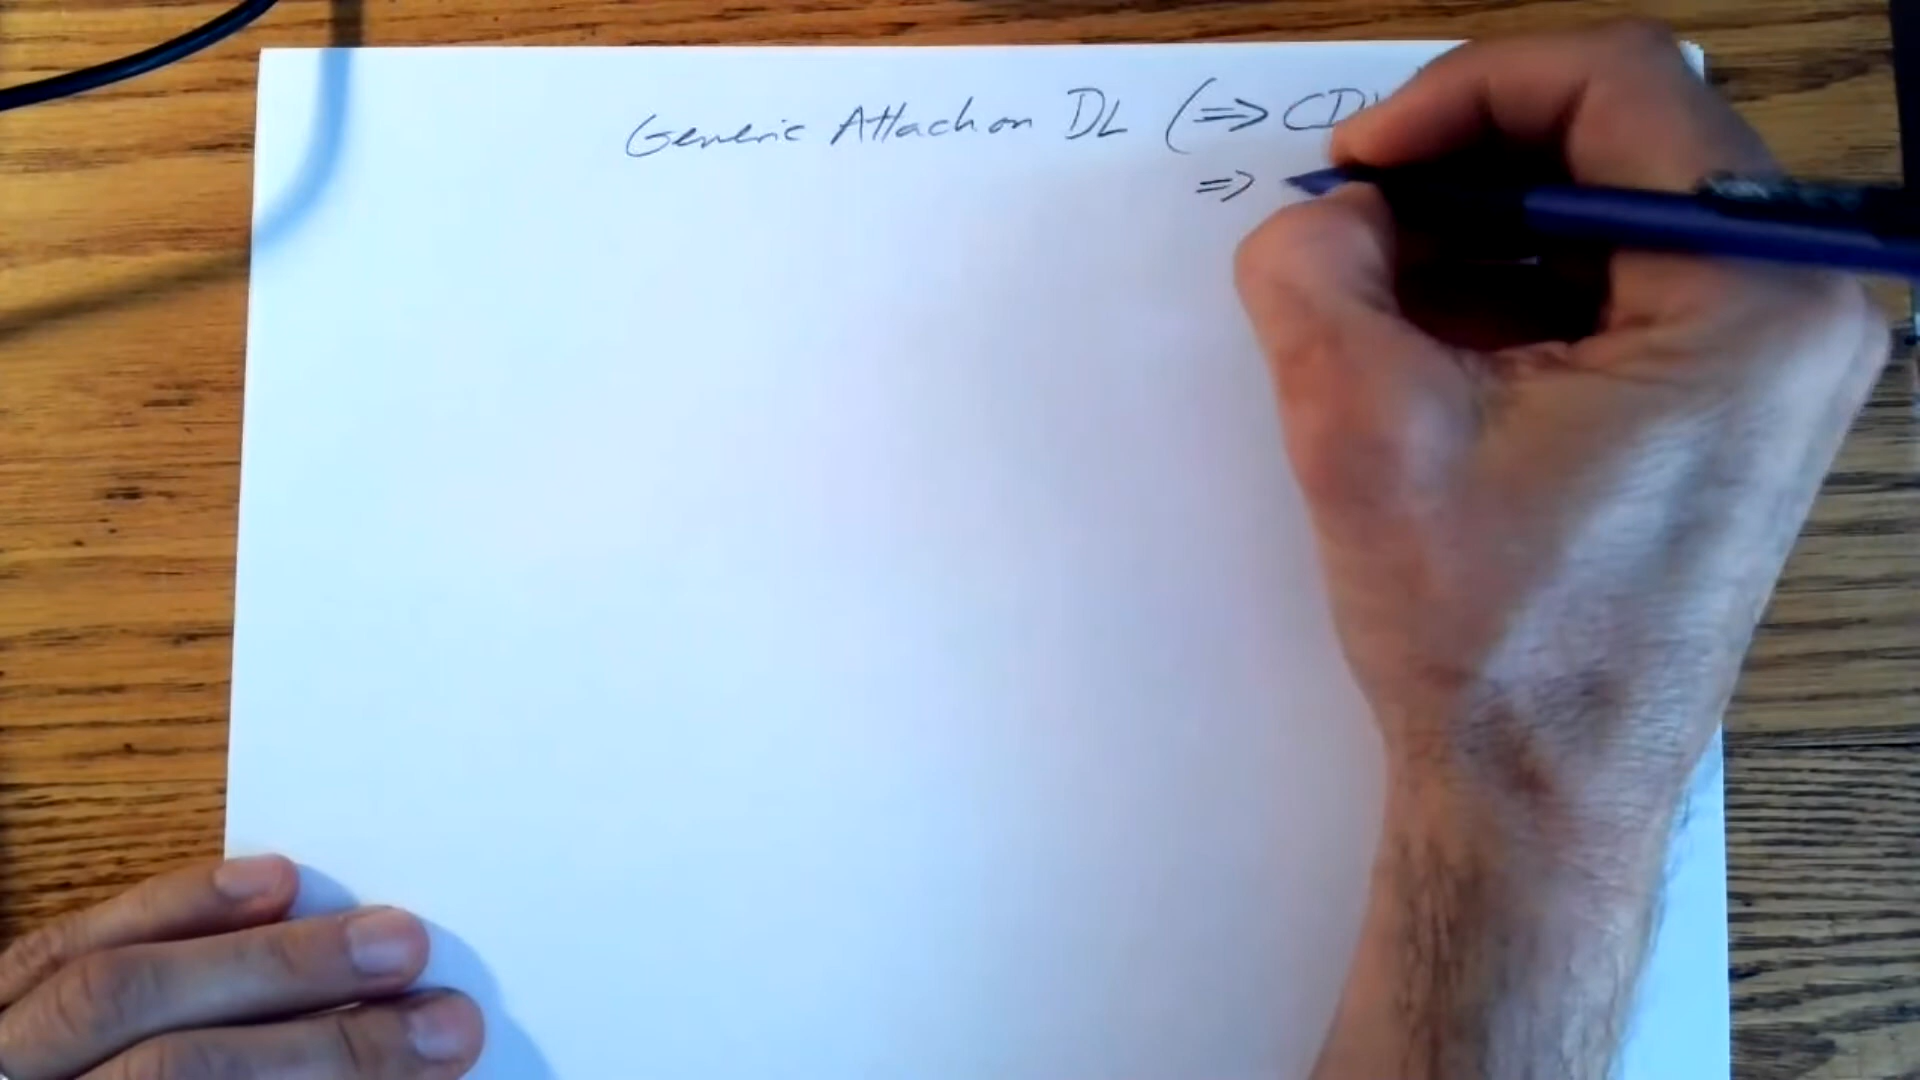 Generic Attack on DL (⇒ CD
⇒